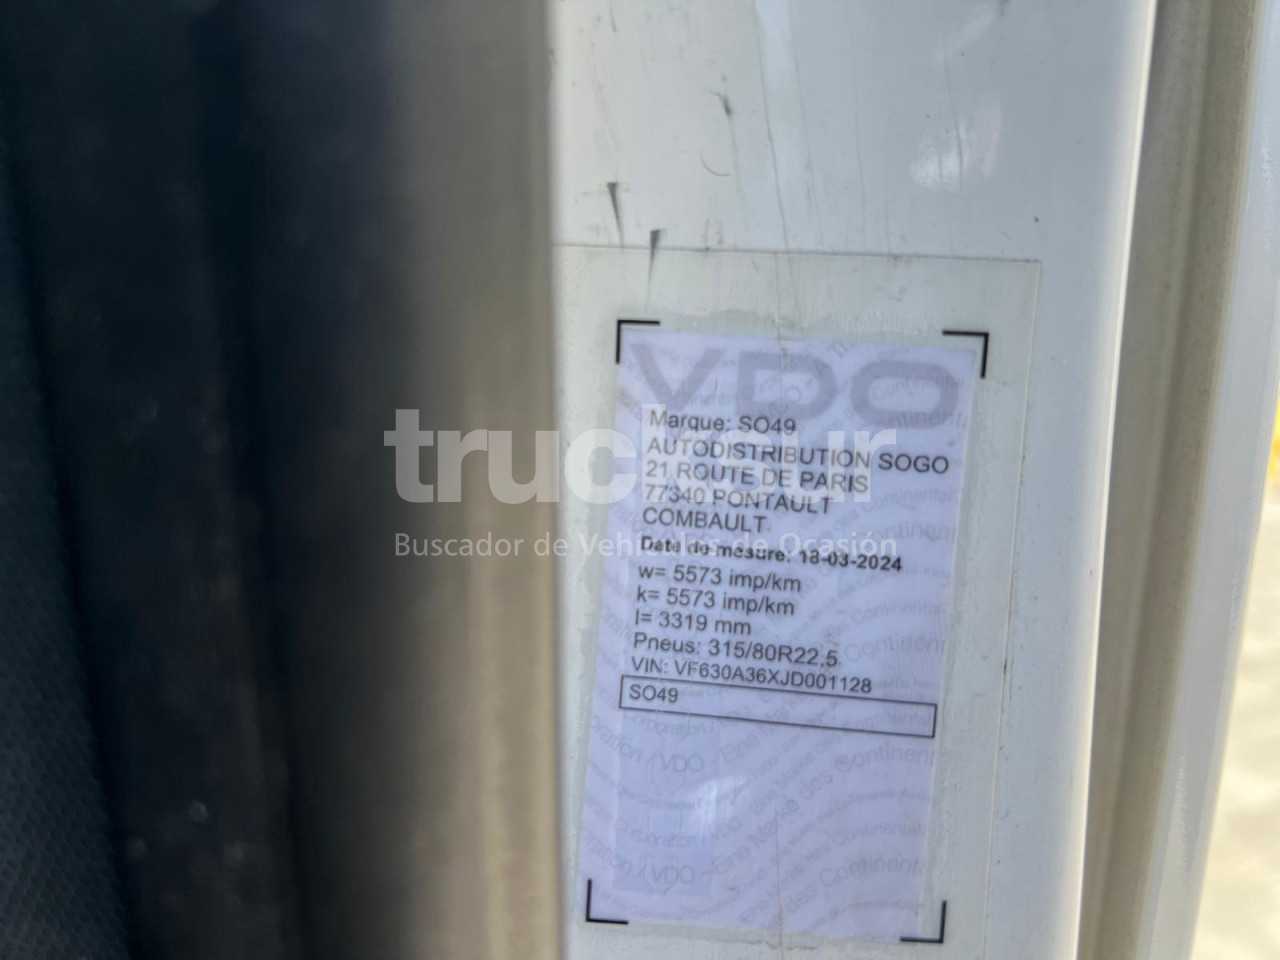 VDO
Marque: SO49
AUTODISTRIBUTION SOGO
21 ROUTE DE PARIS
77340 PONTAULT
COMBAULT
Date de mesure: 18-03-2024
w= 5573 imp/km
k= 5573 imp/km
l= 3319 mm
Pneus: 315/80R22,5
VIN: VF630A36XJD001128
SO49
trucksur
Buscador de Vehículos de Ocasión